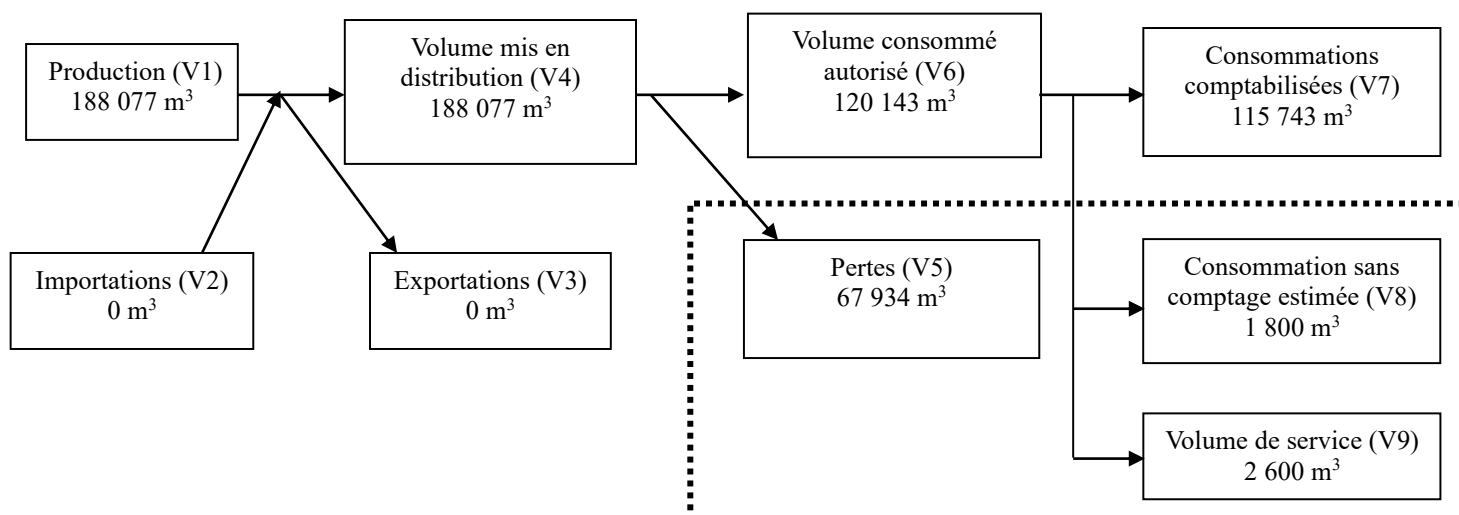 Production (V1)
188 077 m³
Volume mis en
distribution (V4)
188 077 m³
Volume consommé
autorisé (V6)
120 143 m³
Consommations
comptabilisées (V7)
115 743 m³
Importations (V2)
0 m³
Exportations (V3)
0 m³
Pertes (V5)
67 934 m³
Consommation sans
comptage estimée (V8)
1 800 m³
Volume de service (V9)
2 600 m³